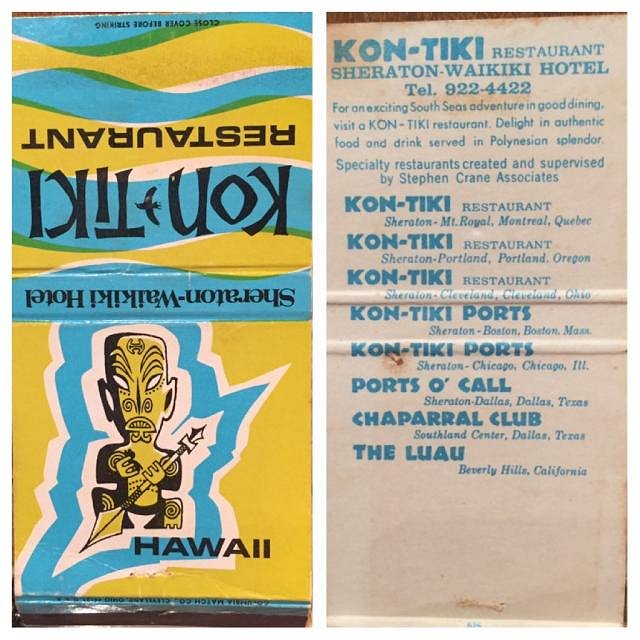 CLOSE COVER BEFORE STRIKING
KON-TIKI
RESTAURANT
Sheraton-Waikiki Hotel
HAWAII
MATCH CO., CLEVELAND, OHIO
KON-TIKI RESTAURANT
SHERATON-WAIKIKI HOTEL
Tel. 922-4422
For an exciting South Seas adventure in good dining,
visit a KON-TIKI restaurant. Delight in authentic
food and drink served in Polynesian splendor.
Specialty restaurants created and supervised
by Stephen Crane Associates
KON-TIKI RESTAURANT
Sheraton-Mt.Royal, Montreal, Quebec
KON-TIKI RESTAURANT
Sheraton-Portland, Portland. Oregon
KON-TIKI RESTAURANT
Sheraton-Cleveland, Cleveland, Ohio
KON-TIKI PORTS
Sheraton-Boston, Boston. Mass.
KON-TIKI PORTS
Sheraton-Chicago, Chicago, Ill.
PORTS O' CALL
Sheraton-Dallas, Dallas, Texas
CHAPARRAL CLUB
Southland Center, Dallas, Texas
THE LUAU
Beverly Hills, California